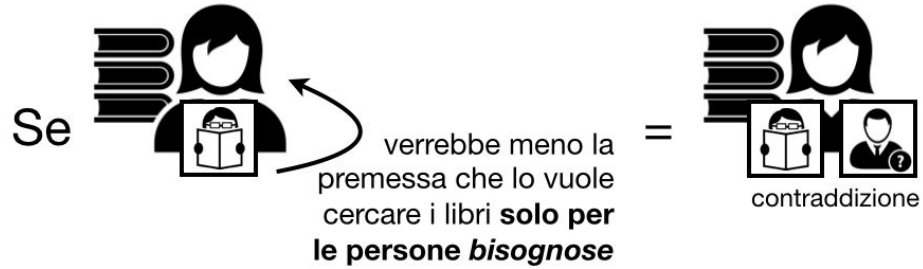 Se
verrebbe meno la
premessa che lo vuole
cercare i libri solo per
le persone bisognose
=
?
contraddizione